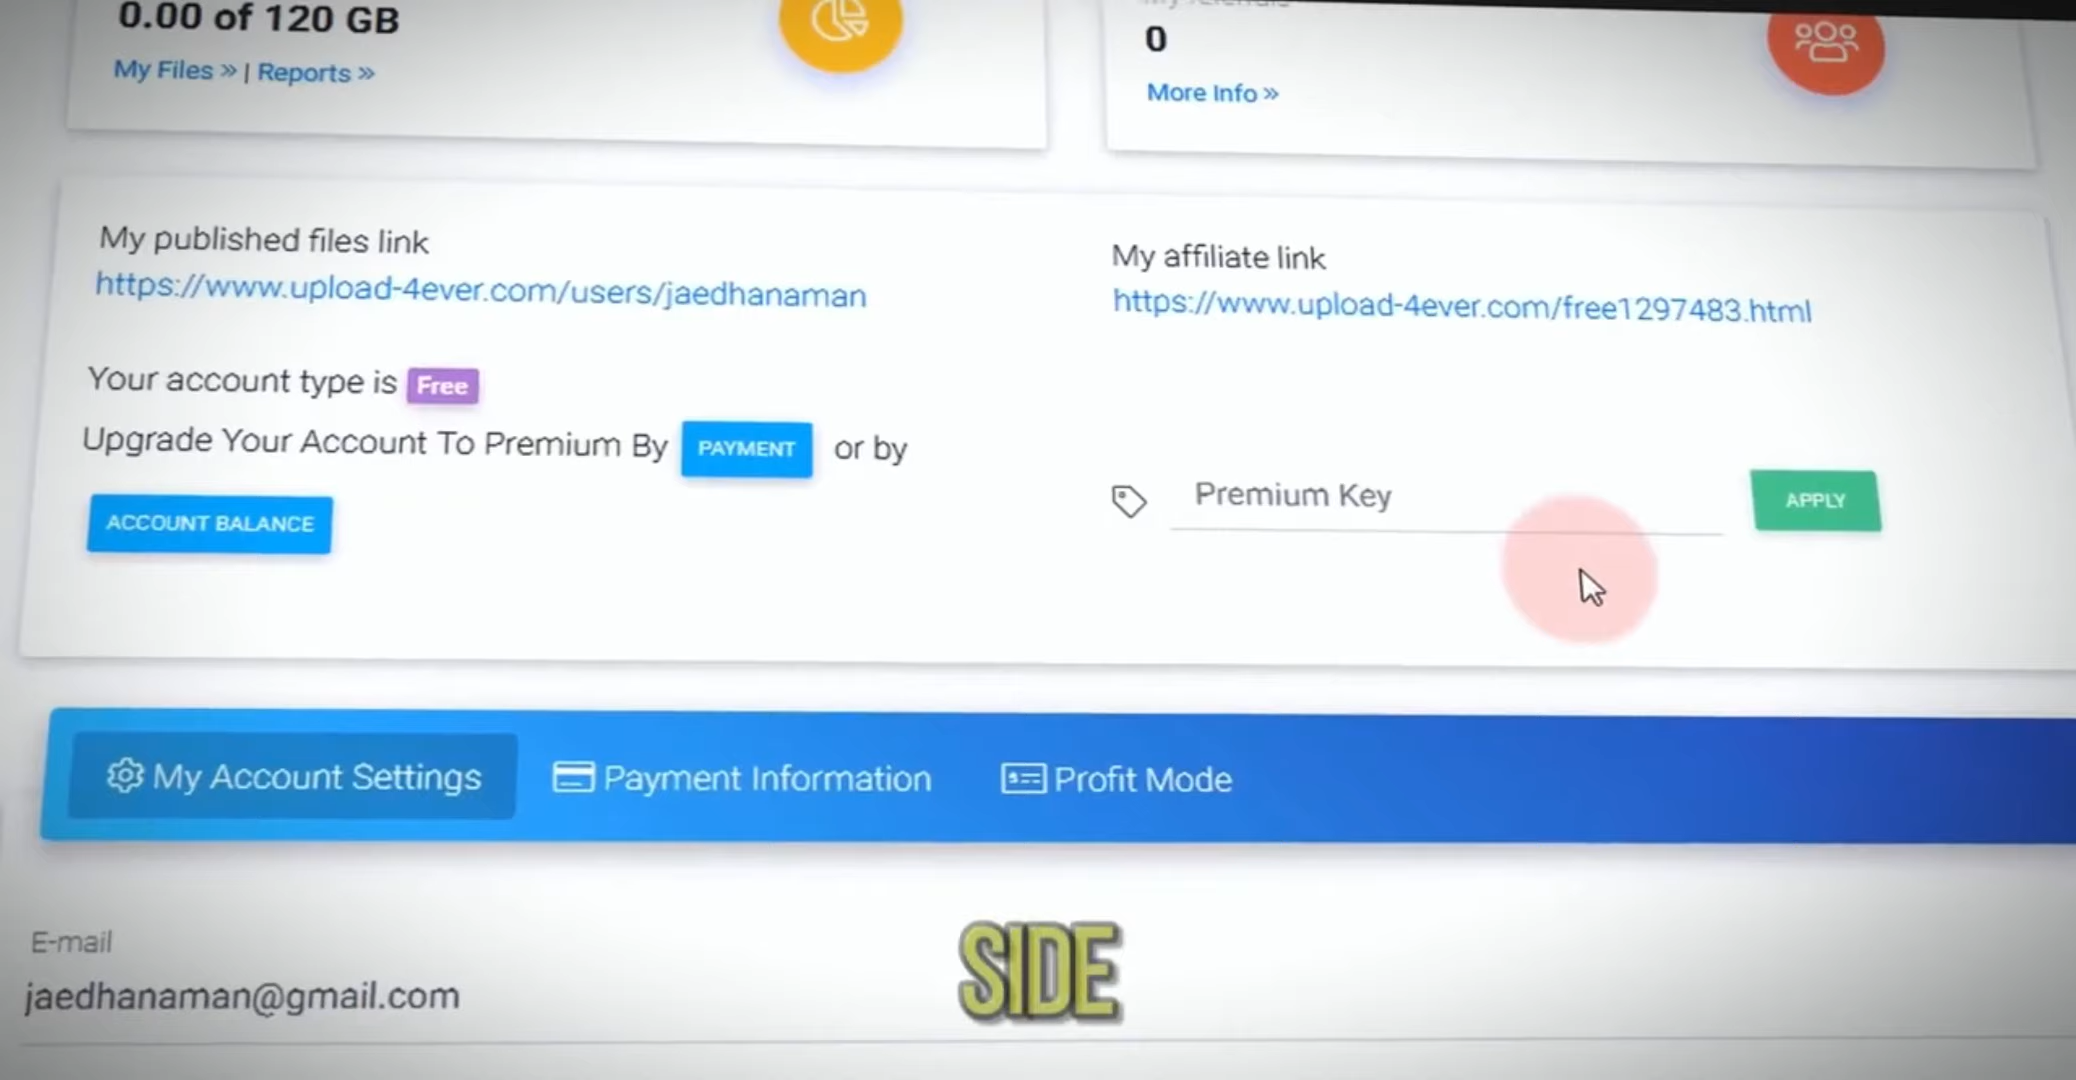 0.00 of 120 GB
My Files » | Reports »
0
More Info »
My published files link
https://www.upload-4ever.com/users/jaedhanaman
My affiliate link
https://www.upload-4ever.com/free1297483.html
Your account type is Free
Upgrade Your Account To Premium By PAYMENT or by
ACCOUNT BALANCE
Premium Key
APPLY
My Account Settings
Payment Information
Profit Mode
E-mail
jaedhanaman@gmail.com
SIDE